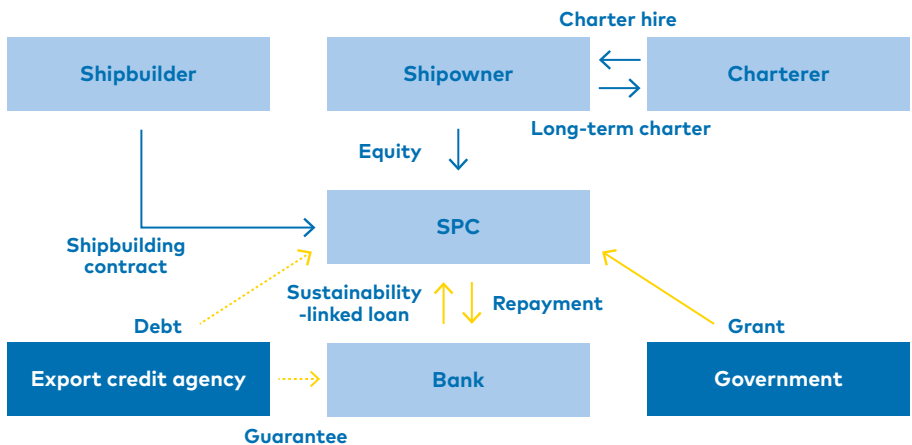 Charter hire
Shipbuilder
Shipowner
Charterer
Long-term charter
Equity
SPC
Shipbuilding
contract
Sustainability
-linked loan
Repayment
Debt
Grant
Export credit agency
Bank
Government
Guarantee